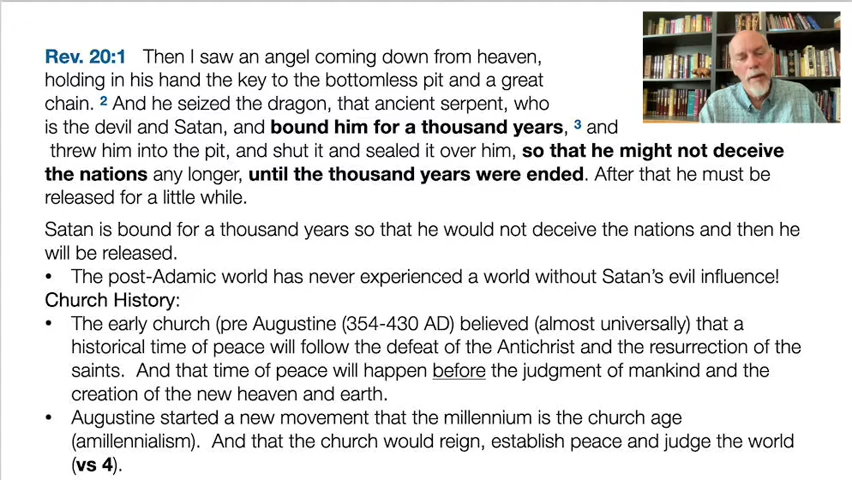 Rev. 20:1 Then I saw an angel coming down from heaven,
holding in his hand the key to the bottomless pit and a great
chain. 2 And he seized the dragon, that ancient serpent, who
is the devil and Satan, and bound him for a thousand years, 3 and
threw him into the pit, and shut it and sealed it over him, so that he might not deceive
the nations any longer, until the thousand years were ended. After that he must be
released for a little while.
Satan is bound for a thousand years so that he would not deceive the nations and then he
will be released.
• The post-Adamic world has never experienced a world without Satan's evil influence!
Church History:
• The early church (pre Augustine (354-430 AD) believed (almost universally) that a
historical time of peace will follow the defeat of the Antichrist and the resurrection of the
saints. And that time of peace will happen before the judgment of mankind and the
creation of the new heaven and earth.
• Augustine started a new movement that the millennium is the church age
(amillennialism). And that the church would reign, establish peace and judge the world
(vs 4).